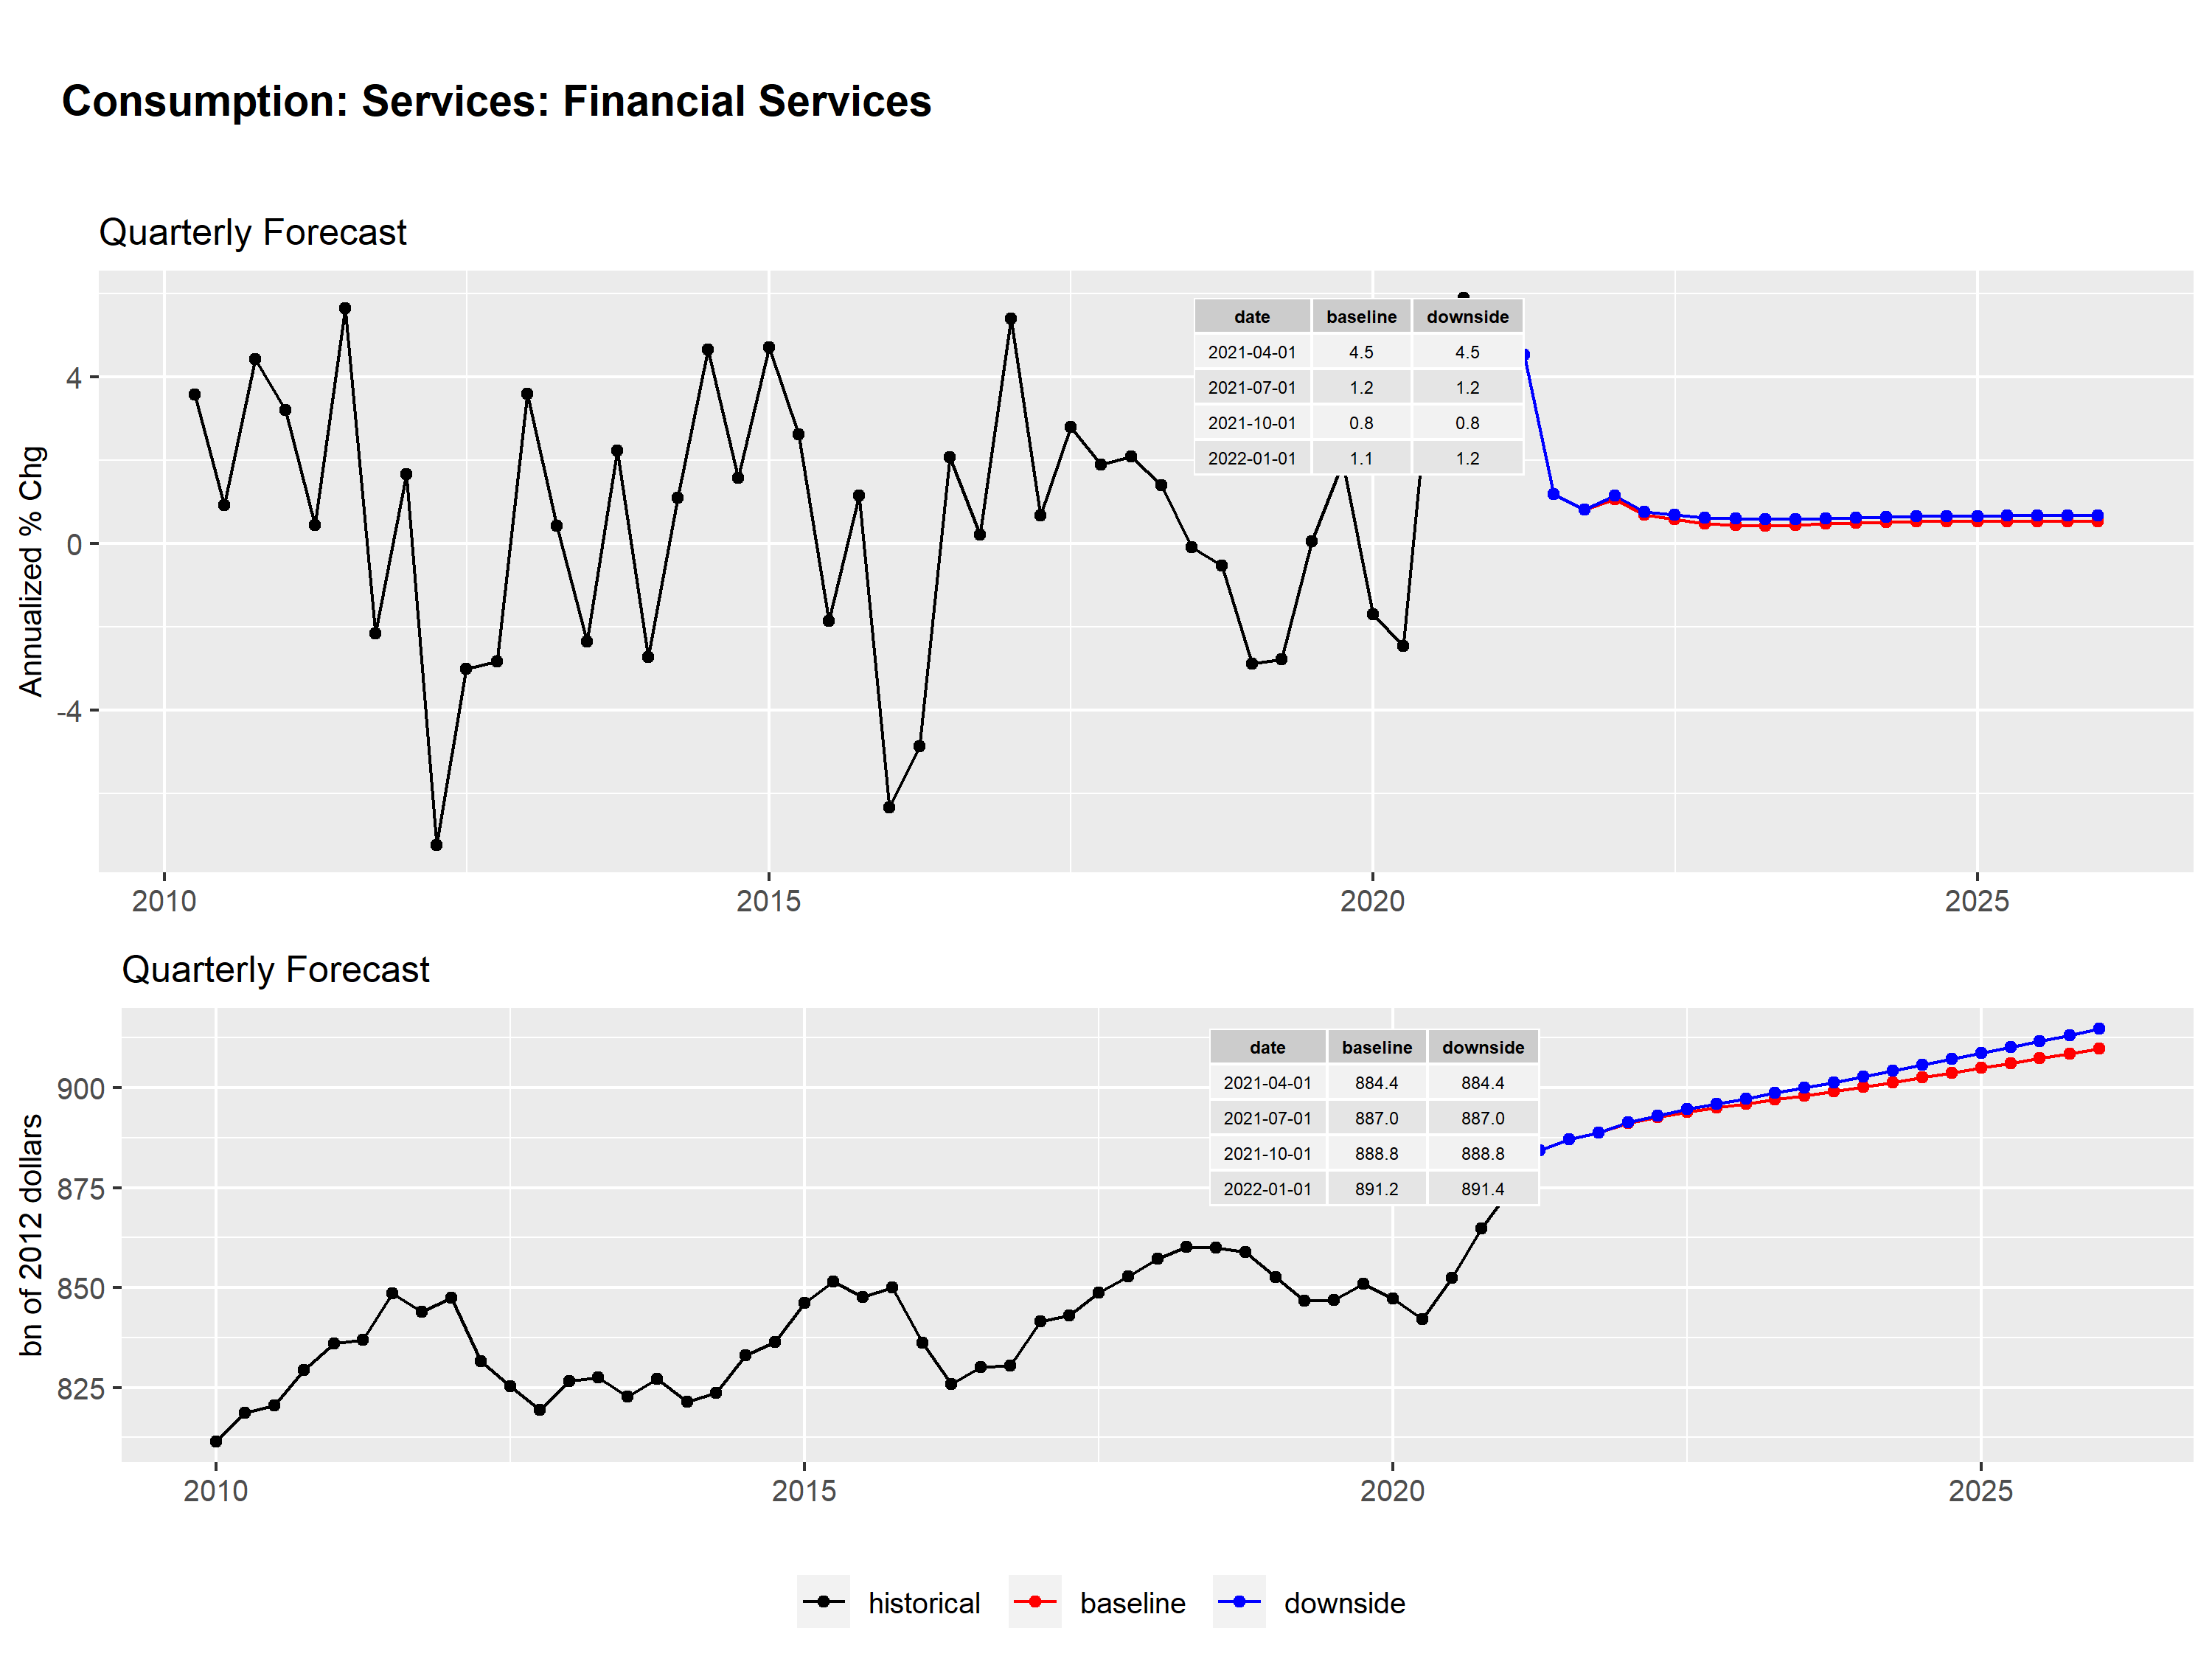 Consumption: Services: Financial Services
Quarterly Forecast
Annualized % Chg
4
0
-4
date baseline downside
2021-04-01 4.5 4.5
2021-07-01 1.2 1.2
2021-10-01 0.8 0.8
2022-01-01 1.1 1.2
2010 2015 2020 2025
Quarterly Forecast
bn of 2012 dollars
900
875
850
825
date baseline downside
2021-04-01 884.4 884.4
2021-07-01 887.0 887.0
2021-10-01 888.8 888.8
2022-01-01 891.2 891.4
2010 2015 2020 2025
historical baseline downside